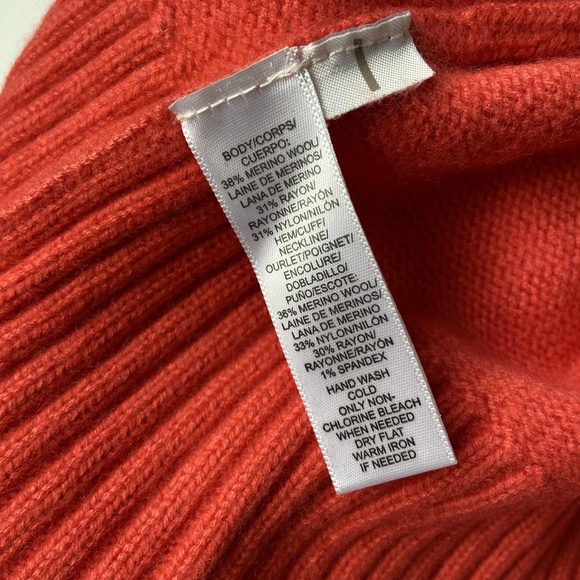 BODY/CORPS/
CUERPO:
38% MERINO WOOL/
LAINE DE MERINOS/
LANA DE MERINO
31% RAYON/
RAYONNE/RAYÓN
31% NYLON/NILÓN
HEM/CUFF/
NECKLINE/
OURLET/POIGNET/
ENCOLURE/
DOBLADILLO/
PUÑO/ESCOTE:
36% MERINO WOOL/
LAINE DE MERINOS/
LANA DE MERINO
33% NYLON/NILÓN
30% RAYON/
RAYONNE/RAYÓN
1% SPANDEX
HAND WASH
COLD
ONLY NON-
CHLORINE BLEACH
WHEN NEEDED
DRY FLAT
WARM IRON
IF NEEDED